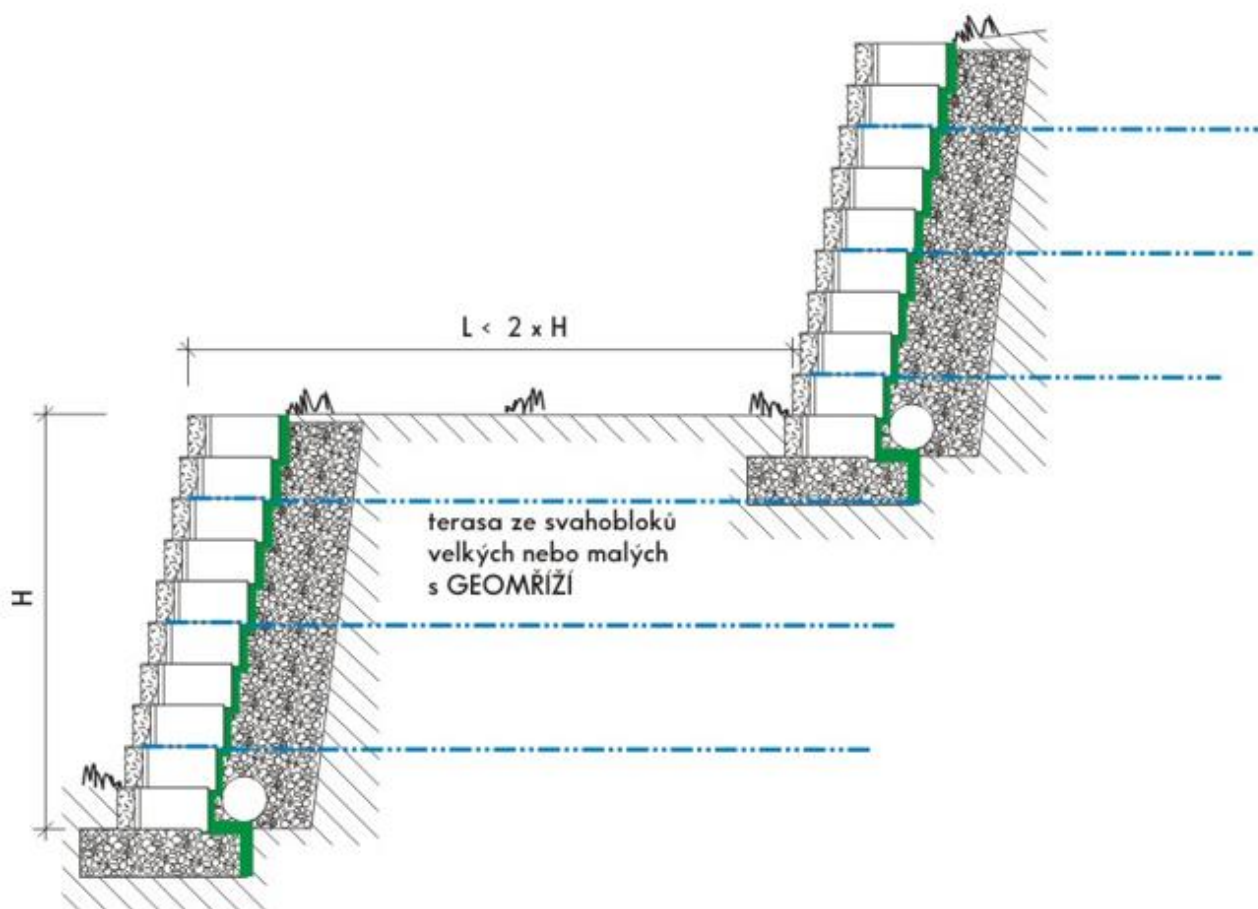 L < 2 x H
terasa ze svahobloků
velkých nebo malých
s GEOMŘÍŽÍ
H